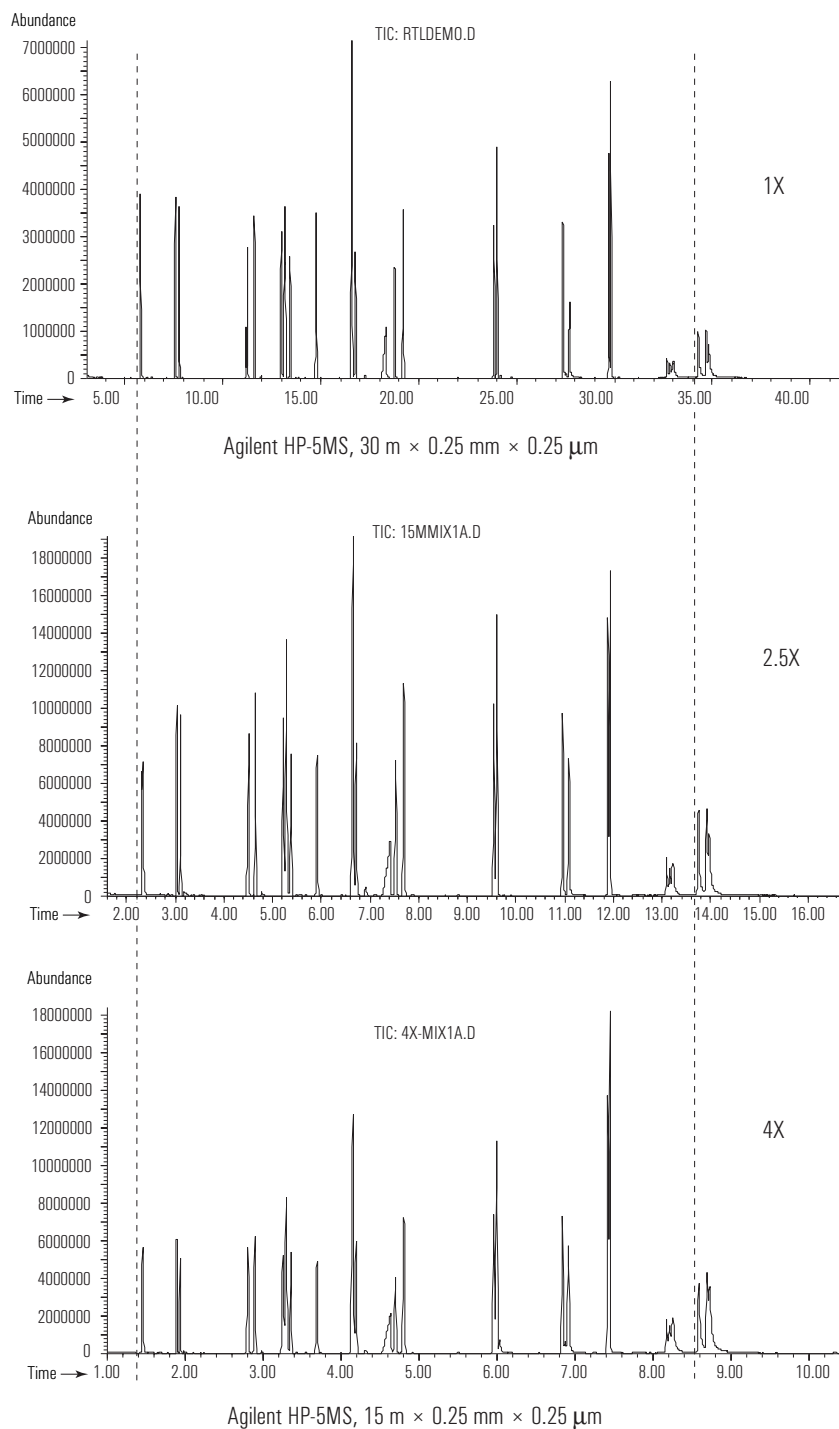 Abundance
TIC: RTLDEMO.D
7000000
6000000
5000000
4000000
3000000
2000000
1000000
0
1X
Time
5.00 10.00 15.00 20.00 25.00 30.00 35.00 40.00
Agilent HP-5MS, 30 m × 0.25 mm × 0.25 µm
Abundance
TIC: 15MMIX1A.D
18000000
16000000
14000000
12000000
10000000
8000000
6000000
4000000
2000000
0
2.5X
Time
2.00 3.00 4.00 5.00 6.00 7.00 8.00 9.00 10.00 11.00 12.00 13.00 14.00 15.00 16.00
Abundance
TIC: 4X-MIX1A.D
18000000
16000000
14000000
12000000
10000000
8000000
6000000
4000000
2000000
0
4X
1.00 2.00 3.00 4.00 5.00 6.00 7.00 8.00 9.00 10.00
Time
Agilent HP-5MS, 15 m × 0.25 mm × 0.25 µm